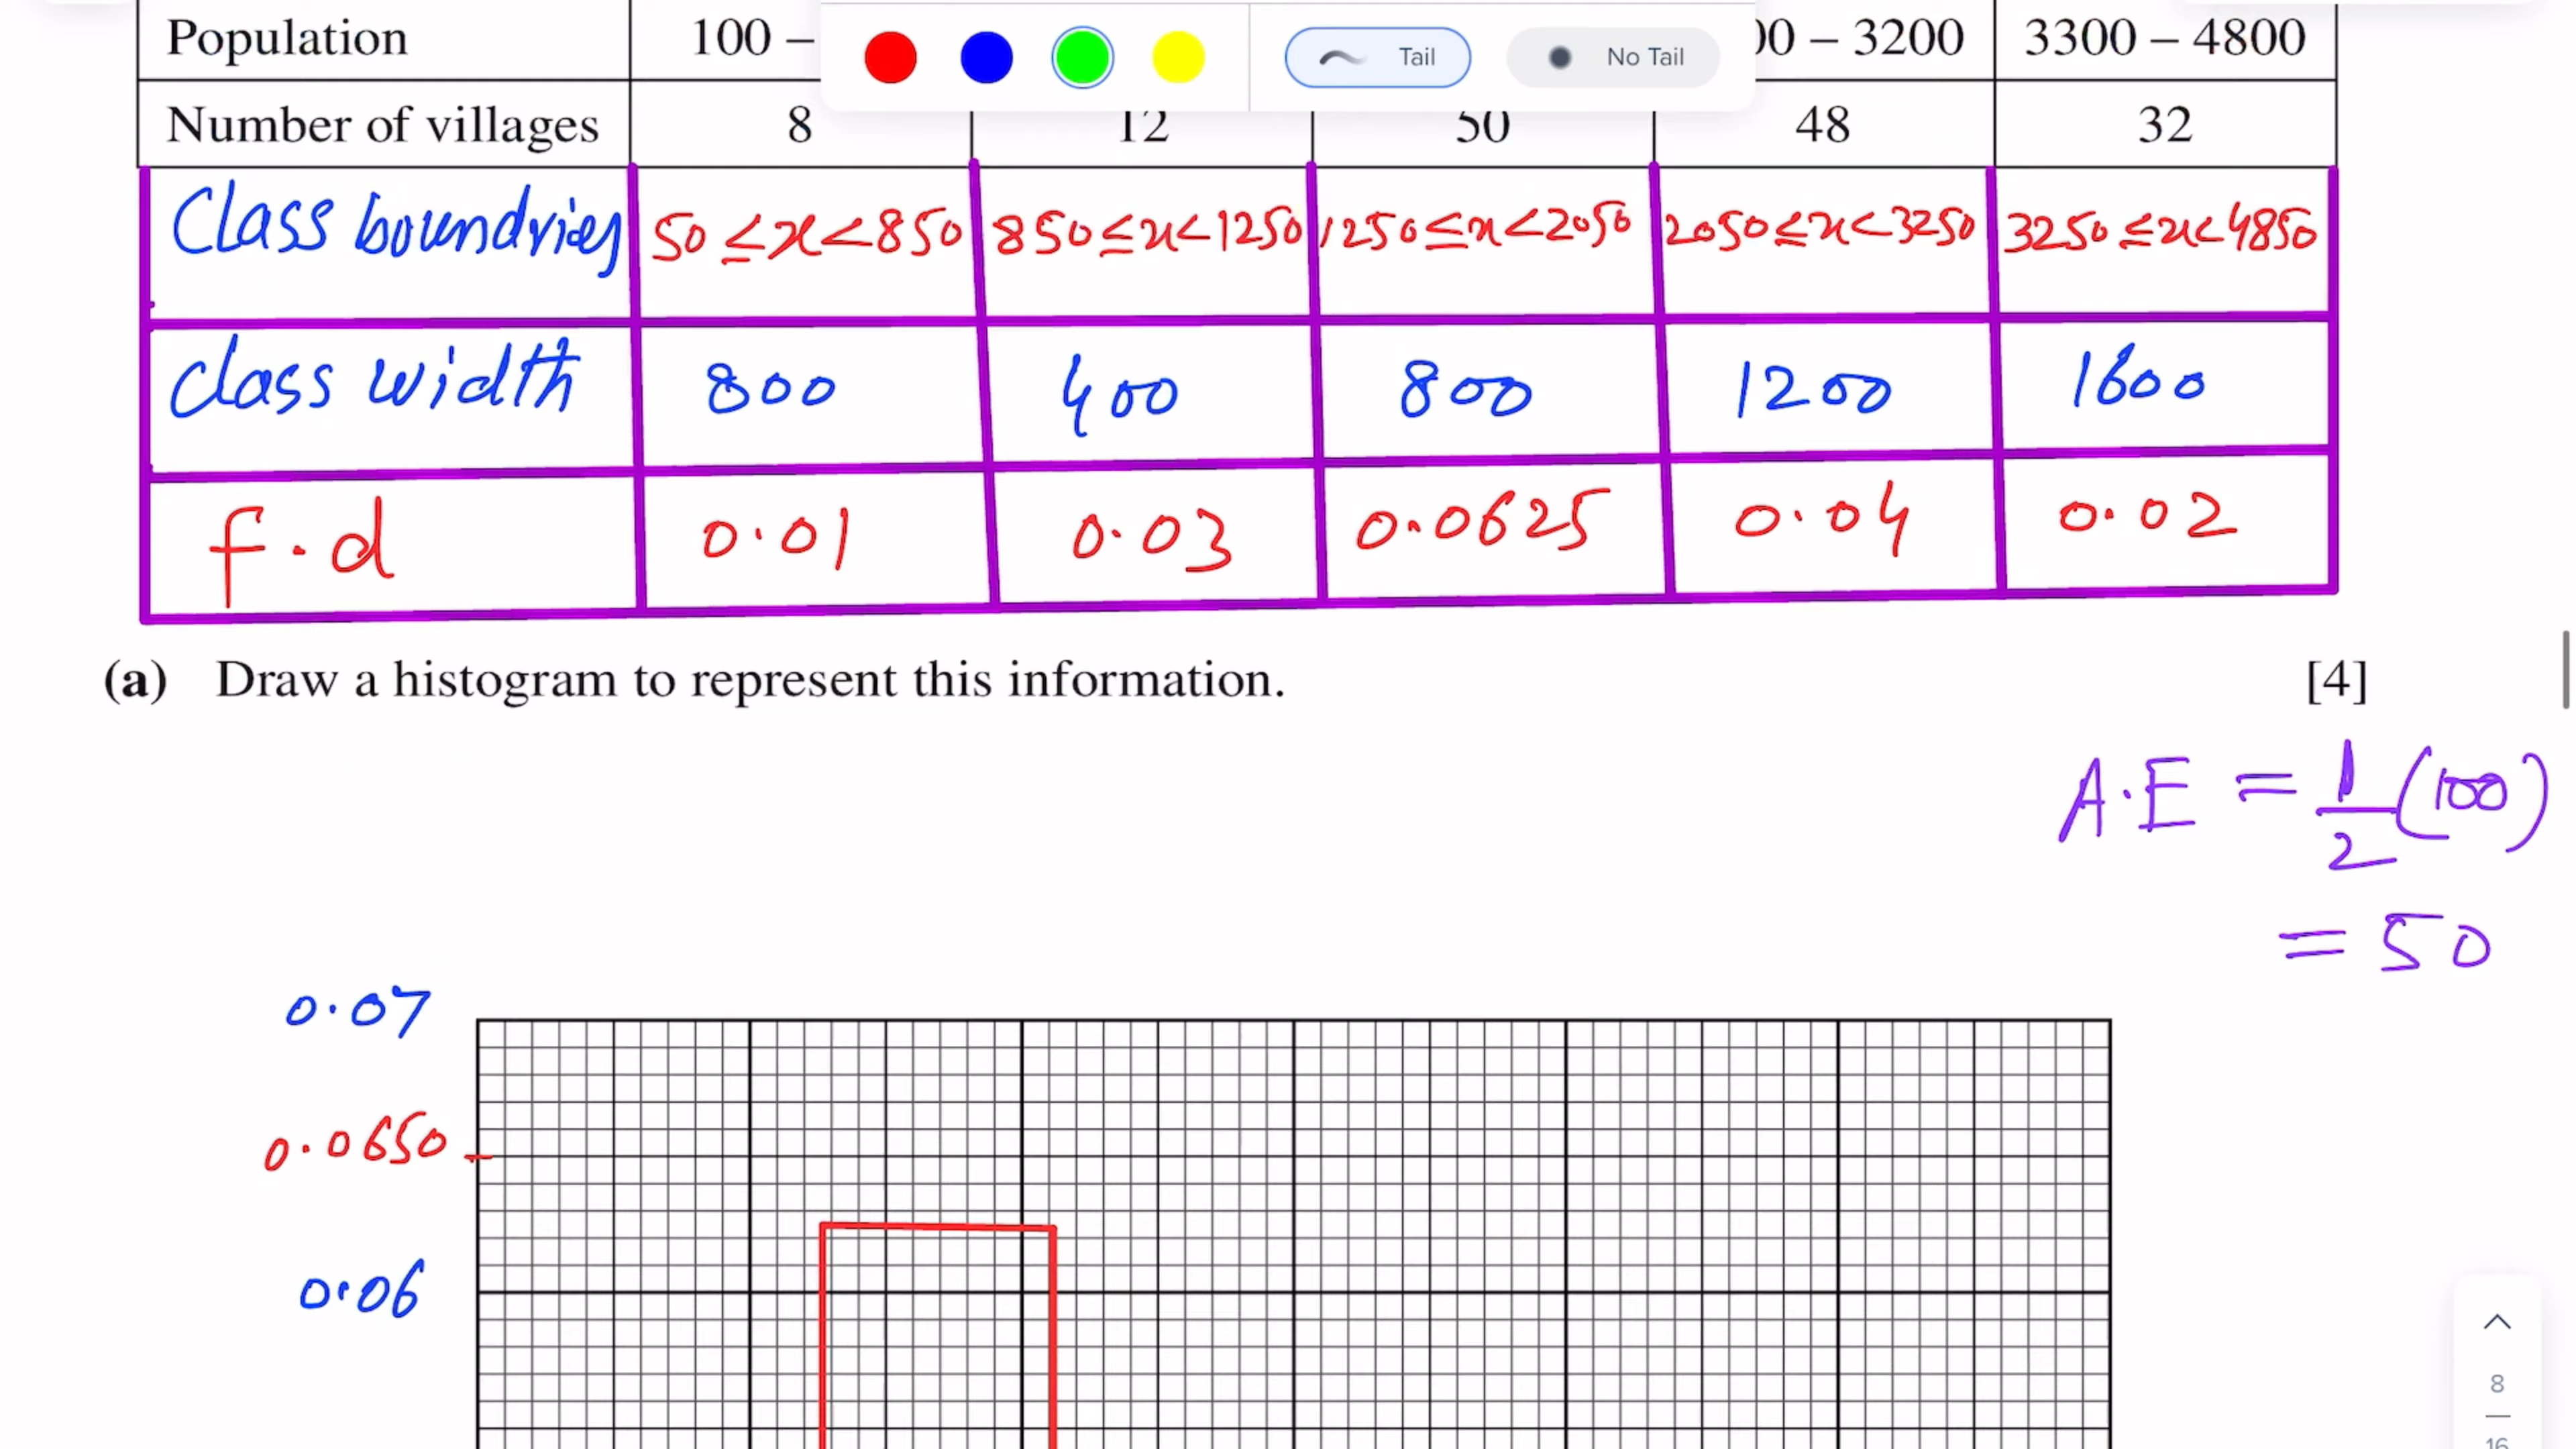 Population 100 – 00 – 3200 3300 – 4800
Tail No Tail
Number of villages 8 12 50 48 32
Class boundries 50 ≤ x < 850 850 ≤ x < 1250 1250 ≤ x < 2050 2050 ≤ x < 3250 3250 ≤ x < 4850
class width 800 400 800 1200 1600
f.d 0.01 0.03 0.0625 0.04 0.02
(a) Draw a histogram to represent this information. [4]
A.E = 1/2 (100)
= 50
0.07
0.0650
0.06
8
16